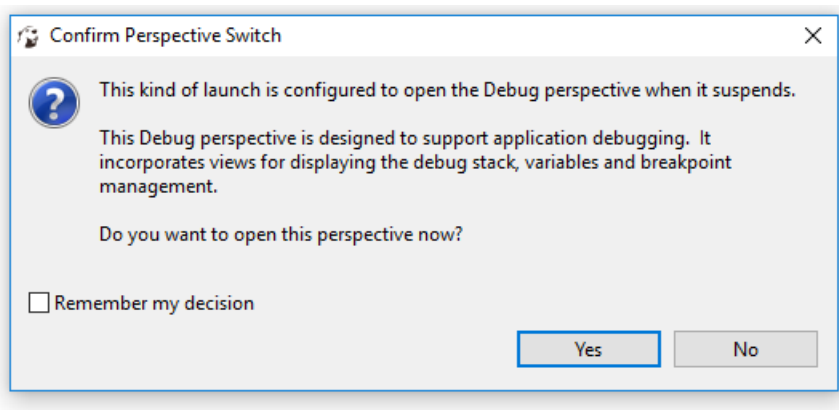 Confirm Perspective Switch
This kind of launch is configured to open the Debug perspective when it suspends.
This Debug perspective is designed to support application debugging.  It
incorporates views for displaying the debug stack, variables and breakpoint
management.
Do you want to open this perspective now?
Remember my decision
Yes
No